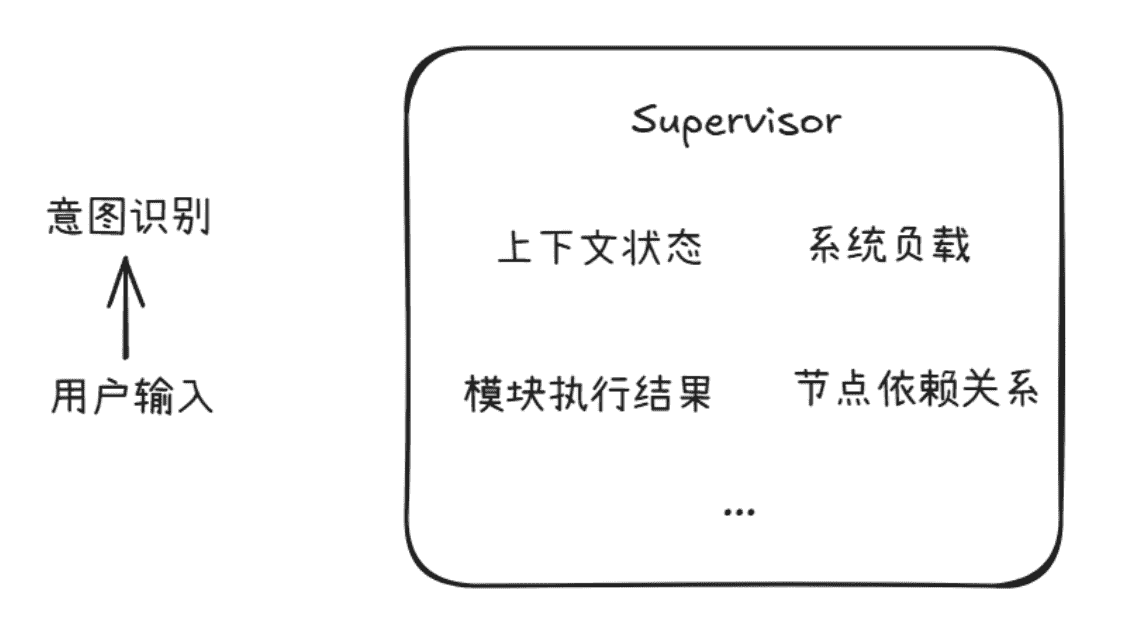 意图识别
用户输入
Supervisor
上下文状态
系统负载
模块执行结果
节点依赖关系
...